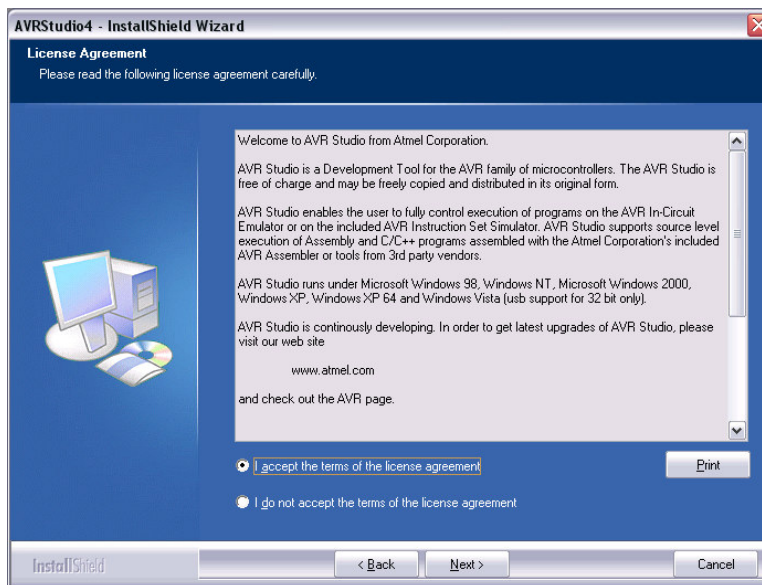 AVRStudio4 - InstallShield Wizard
License Agreement
Please read the following license agreement carefully.
Welcome to AVR Studio from Atmel Corporation.
AVR Studio is a Development Tool for the AVR family of microcontrollers. The AVR Studio is
free of charge and may be freely copied and distributed in its original form.
AVR Studio enables the user to fully control execution of programs on the AVR In-Circuit
Emulator or on the included AVR Instruction Set Simulator. AVR Studio supports source level
execution of Assembly and C/C++ programs assembled with the Atmel Corporation's included
AVR Assembler or tools from 3rd party vendors.
AVR Studio runs under Microsoft Windows 98, Windows NT, Microsoft Windows 2000,
Windows XP, Windows XP 64 and Windows Vista (usb support for 32 bit only).
AVR Studio is continously developing. In order to get latest upgrades of AVR Studio, please
visit our web site
www.atmel.com
and check out the AVR page.
I accept the terms of the license agreement
Print
I do not accept the terms of the license agreement
InstallShield
< Back
Next >
Cancel